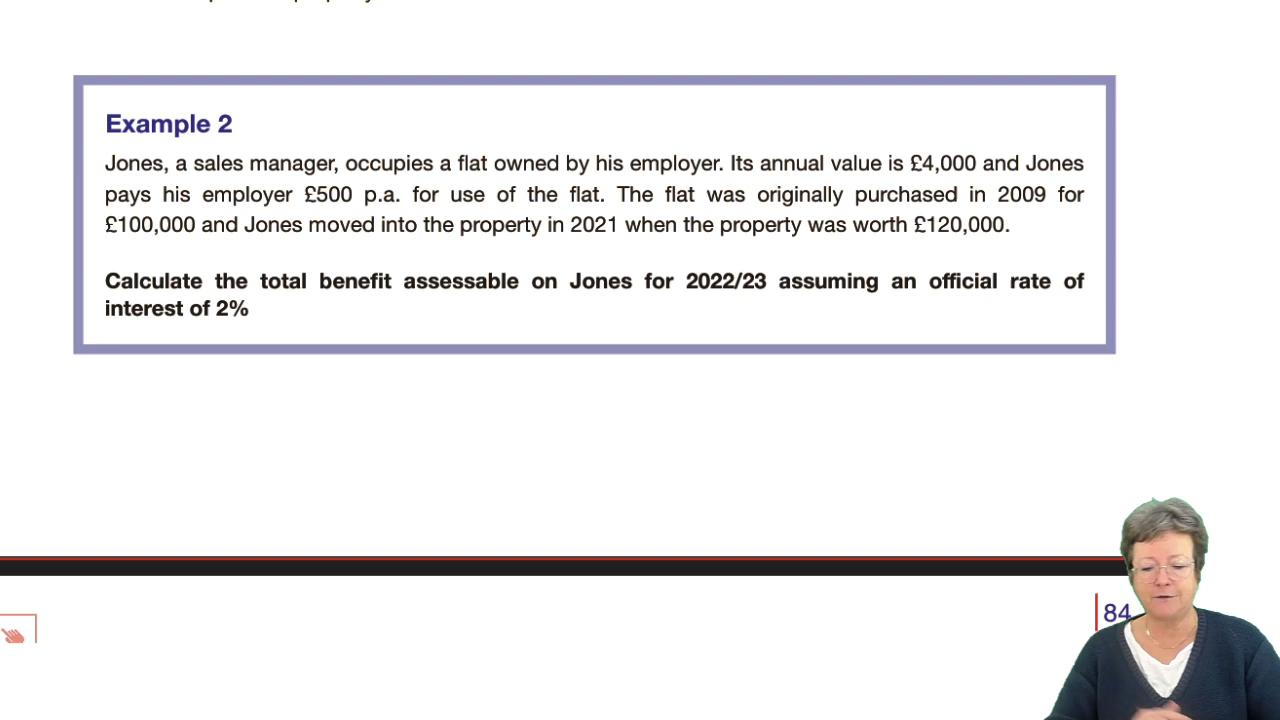 Example 2
Jones, a sales manager, occupies a flat owned by his employer. Its annual value is £4,000 and Jones
pays his employer £500 p.a. for use of the flat. The flat was originally purchased in 2009 for
£100,000 and Jones moved into the property in 2021 when the property was worth £120,000.
Calculate the total benefit assessable on Jones for 2022/23 assuming an official rate of
interest of 2%
84